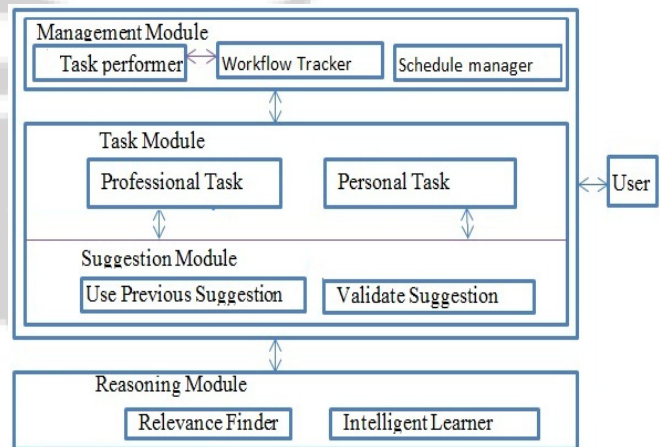 Management Module
Task performer
Workflow Tracker
Schedule manager
Task Module
Professional Task
Personal Task
User
Suggestion Module
Use Previous Suggestion
Validate Suggestion
Reasoning Module
Relevance Finder
Intelligent Learner